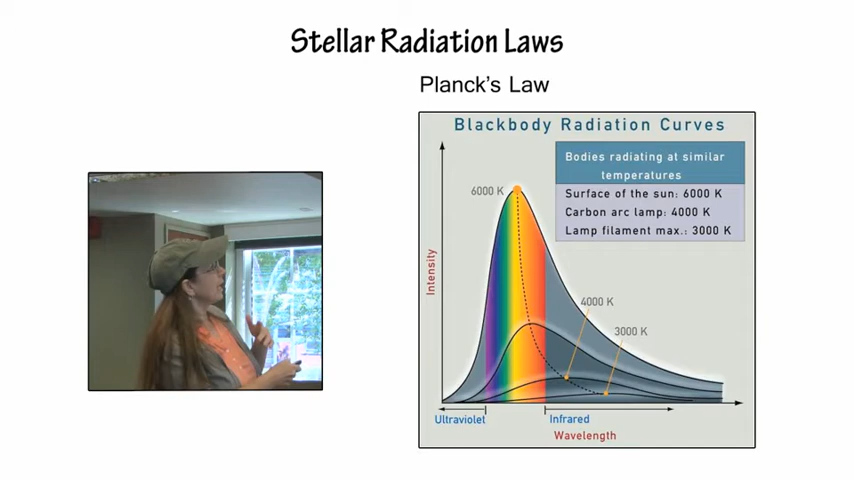 Stellar Radiation Laws
Planck's Law
Blackbody Radiation Curves
Bodies radiating at similar
temperatures
Surface of the sun: 6000 K
Carbon arc lamp: 4000 K
Lamp filament max.: 3000 K
6000 K
4000 K
3000 K
Intensity
Ultraviolet
Infrared
Wavelength